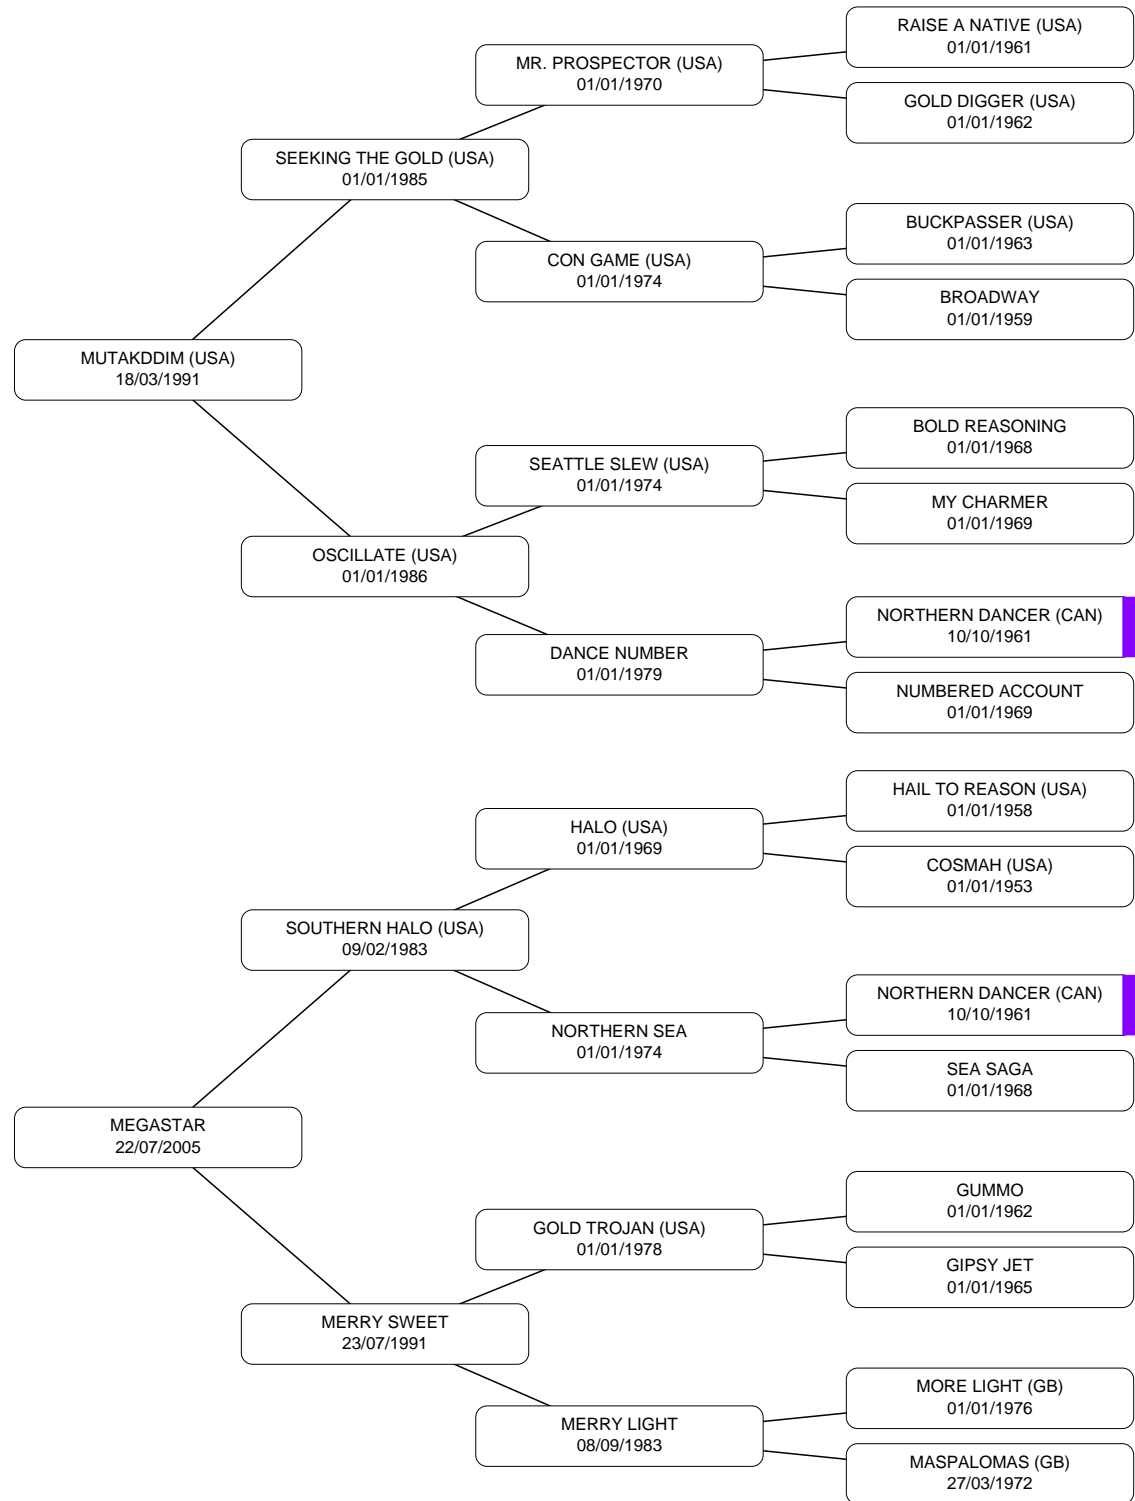 RAISE A NATIVE (USA)
01/01/1961
MR. PROSPECTOR (USA)
01/01/1970
GOLD DIGGER (USA)
01/01/1962
SEEKING THE GOLD (USA)
01/01/1985
BUCKPASSER (USA)
01/01/1963
CON GAME (USA)
01/01/1974
BROADWAY
01/01/1959
MUTAKDDIM (USA)
18/03/1991
BOLD REASONING
01/01/1968
SEATTLE SLEW (USA)
01/01/1974
MY CHARMER
01/01/1969
OSCILLATE (USA)
01/01/1986
NORTHERN DANCER (CAN)
10/10/1961
DANCE NUMBER
01/01/1979
NUMBERED ACCOUNT
01/01/1969
HAIL TO REASON (USA)
01/01/1958
HALO (USA)
01/01/1969
COSMAH (USA)
01/01/1953
SOUTHERN HALO (USA)
09/02/1983
NORTHERN DANCER (CAN)
10/10/1961
NORTHERN SEA
01/01/1974
SEA SAGA
01/01/1968
MEGASTAR
22/07/2005
GUMMO
01/01/1962
GOLD TROJAN (USA)
01/01/1978
GIPSY JET
01/01/1965
MERRY SWEET
23/07/1991
MORE LIGHT (GB)
01/01/1976
MERRY LIGHT
08/09/1983
MASPALOMAS (GB)
27/03/1972